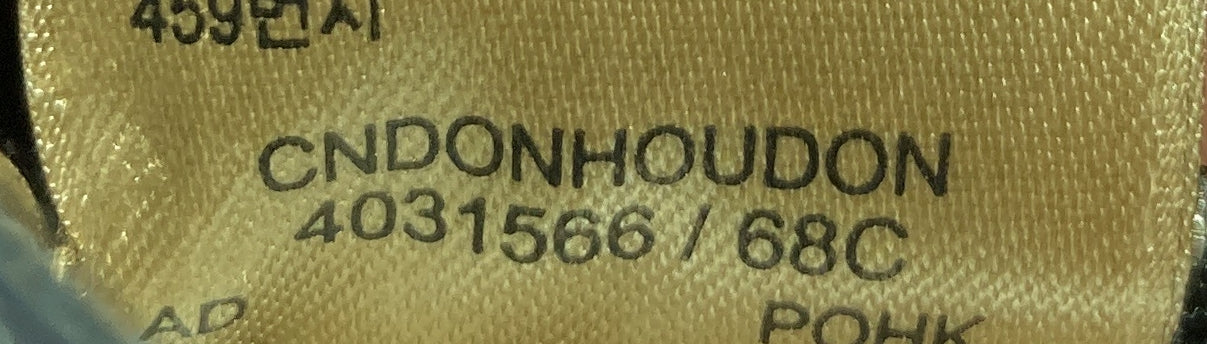 459번지
CNDONHOUDON
4031566 / 68C
AD POHK